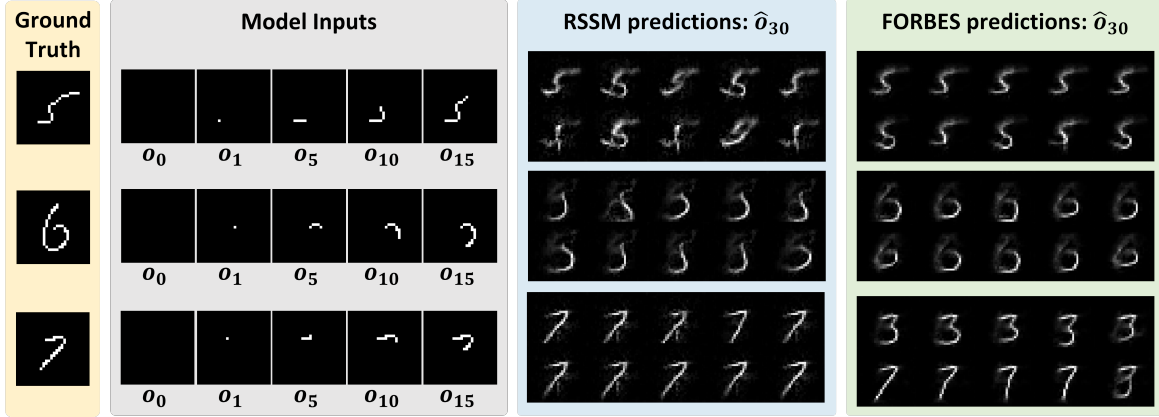 Ground Truth
Model Inputs
RSSM predictions: ô₃₀
FORBES predictions: ô₃₀
o₀ o₁ o₅ o₁₀ o₁₅
o₀ o₁ o₅ o₁₀ o₁₅
o₀ o₁ o₅ o₁₀ o₁₅